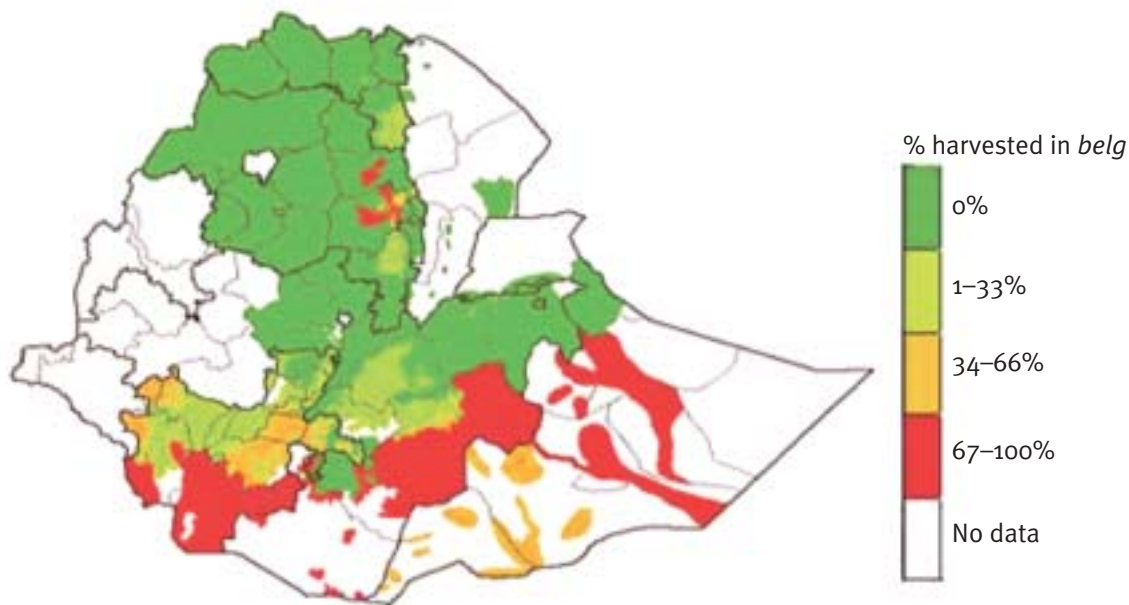 % harvested in belg
0%
1–33%
34–66%
67–100%
No data